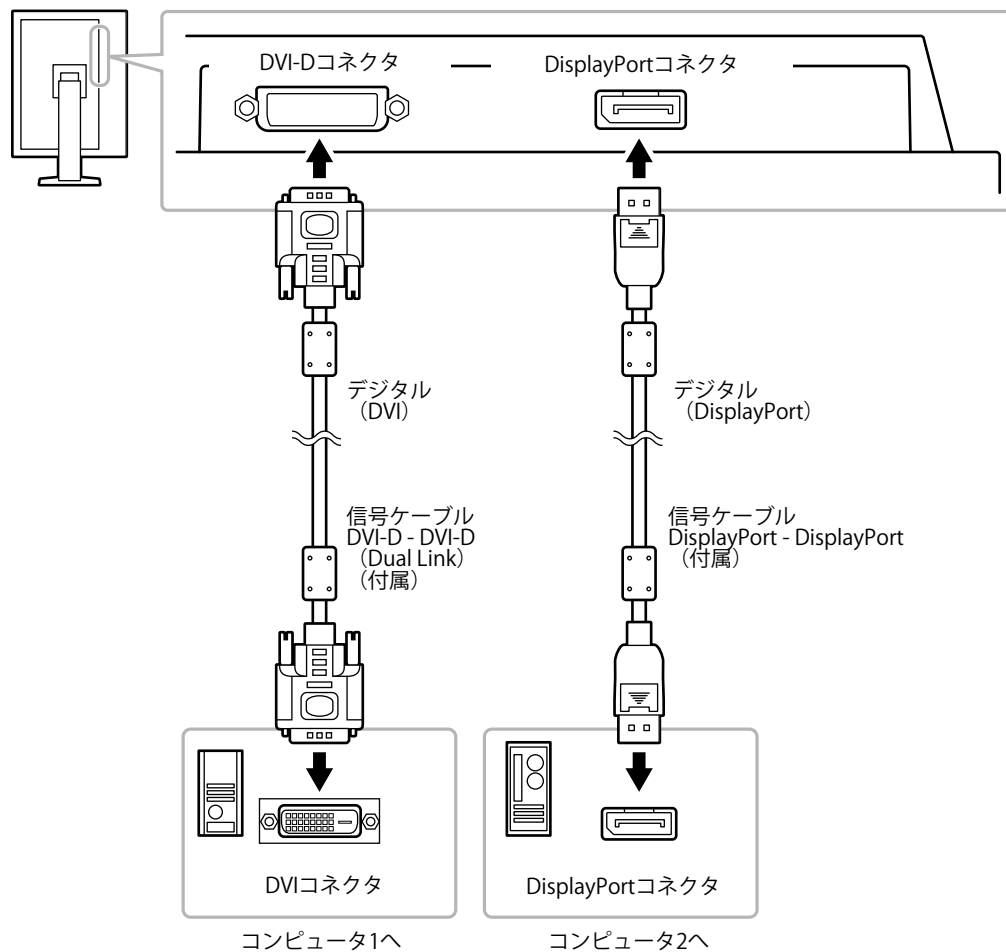 DVI-Dコネクタ
DisplayPortコネクタ
デジタル
（DVI）
デジタル
（DisplayPort）
信号ケーブル
DVI-D - DVI-D
（Dual Link）
（付属）
信号ケーブル
DisplayPort - DisplayPort
（付属）
DVIコネクタ
DisplayPortコネクタ
コンピュータ1へ
コンピュータ2へ